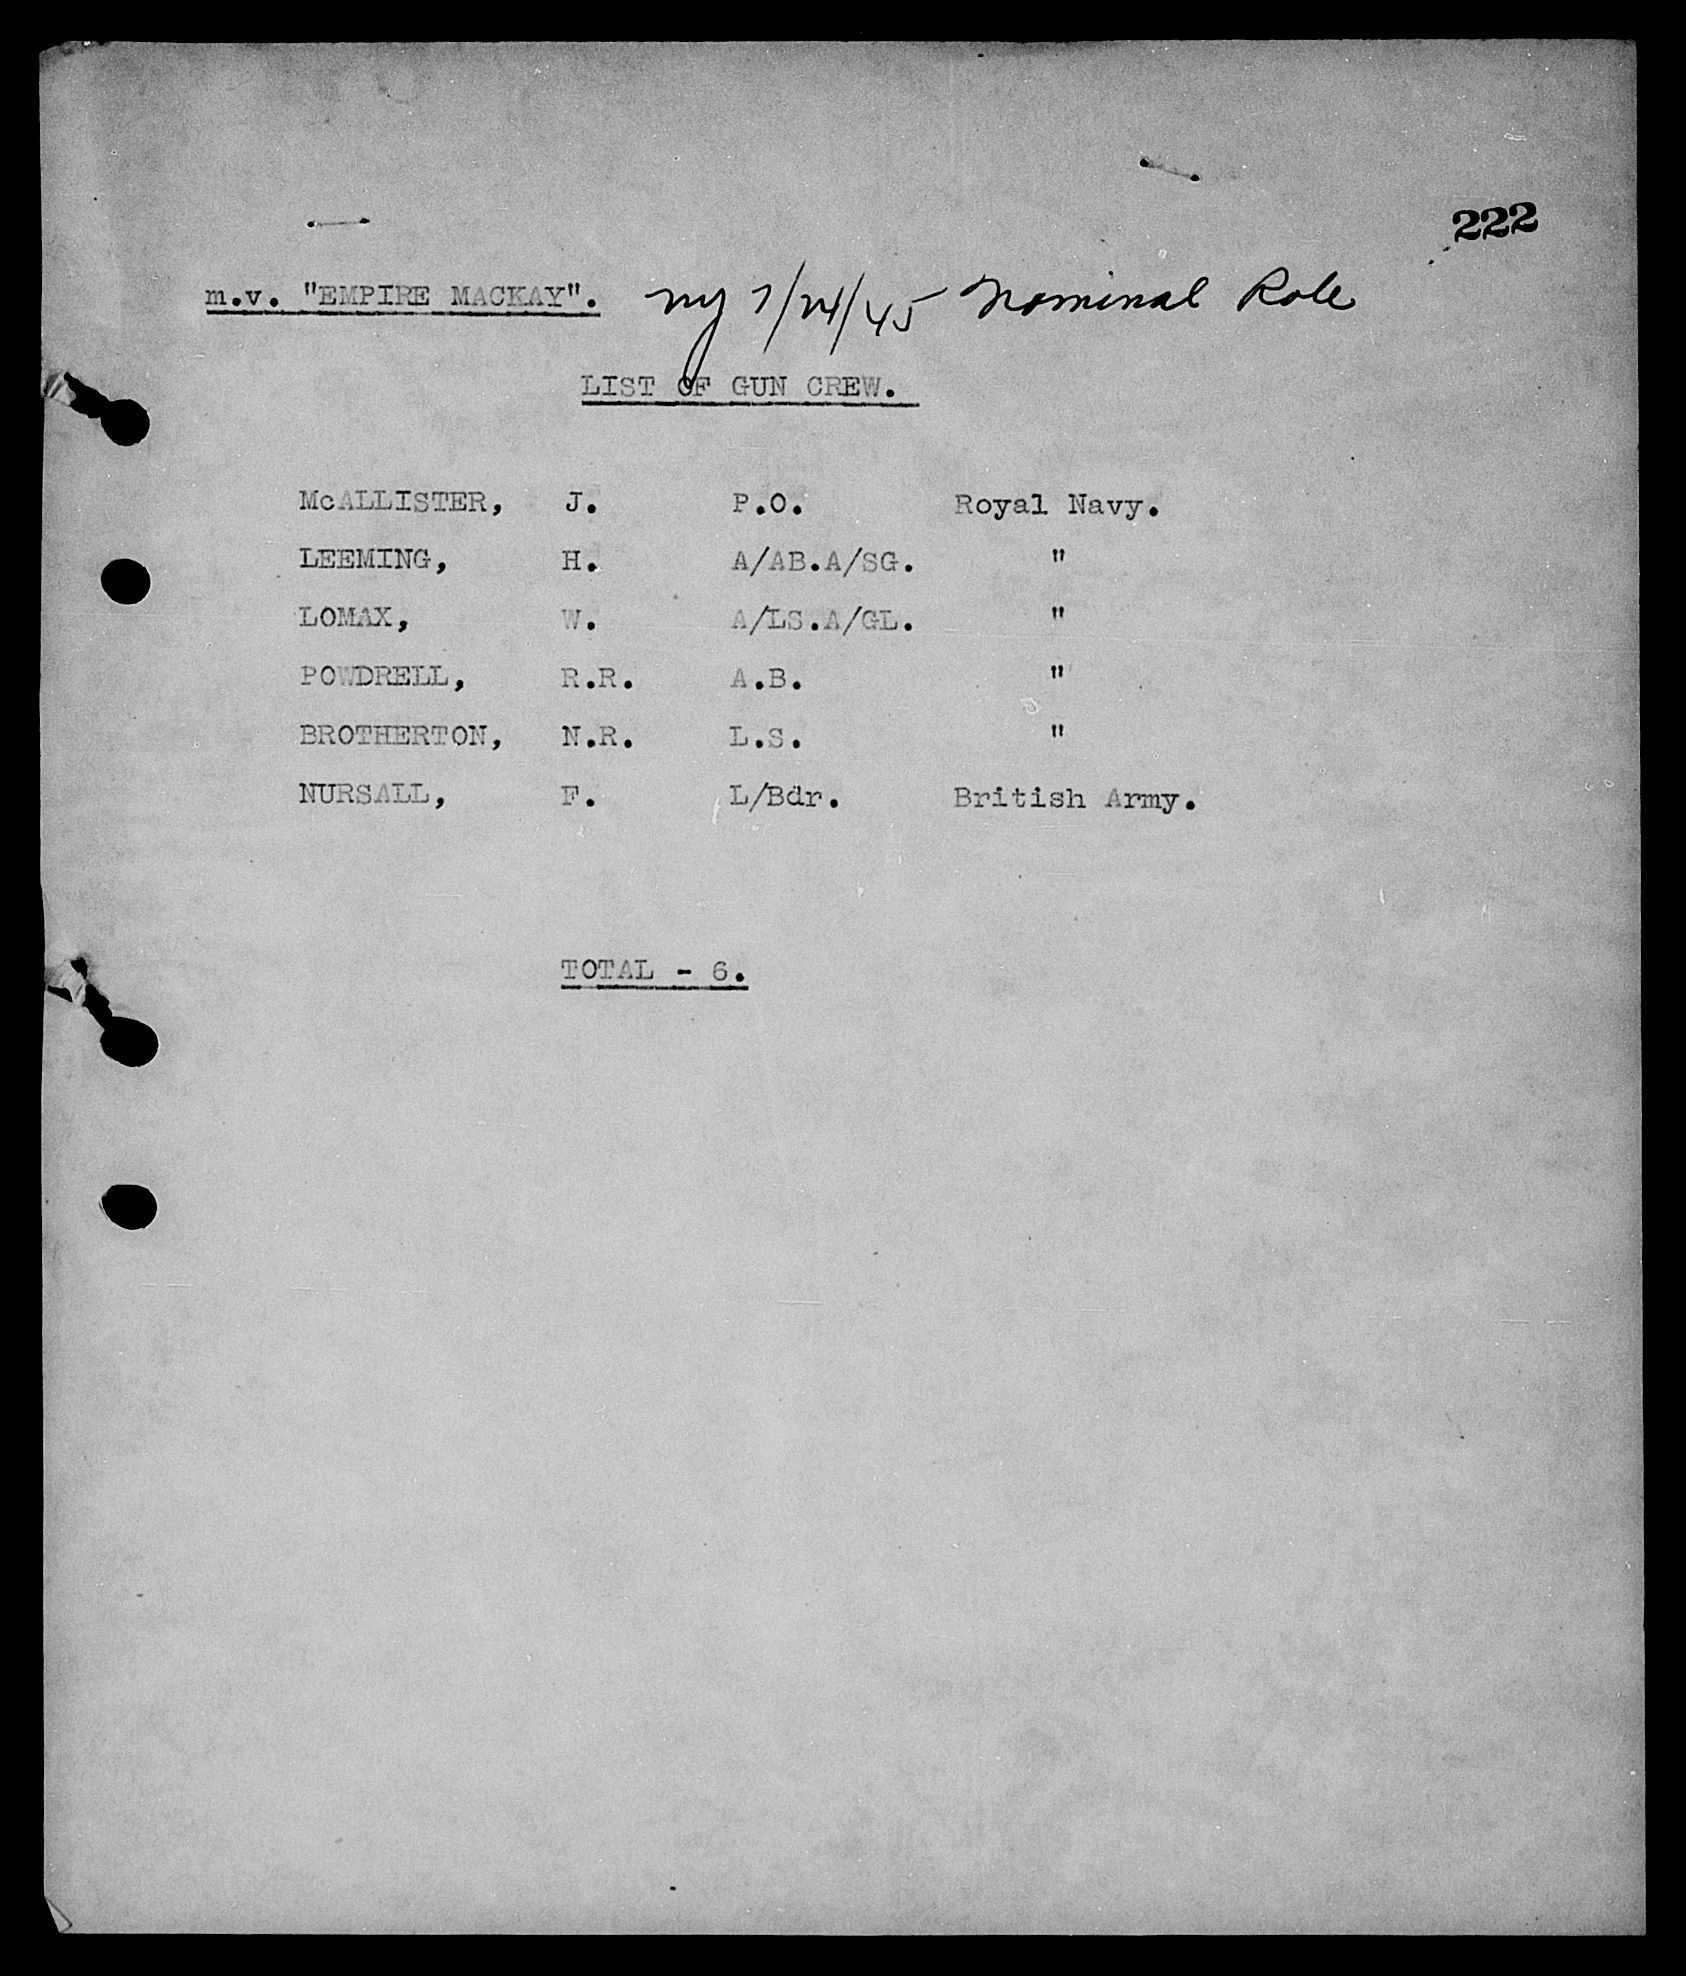 222
m.v. "EMPIRE MACKAY". ny 7/24/45 Nominal Role
LIST OF GUN CREW.
McALLISTER, J. P.O. Royal Navy.
LEEMING, H. A/AB.A/SG. "
LOMAX, W. A/LS.A/GL. "
POWDRELL, R.R. A.B. "
BROTHERTON, N.R. L.S. "
NURSALL, F. L/Bdr. British Army.
TOTAL - 6.